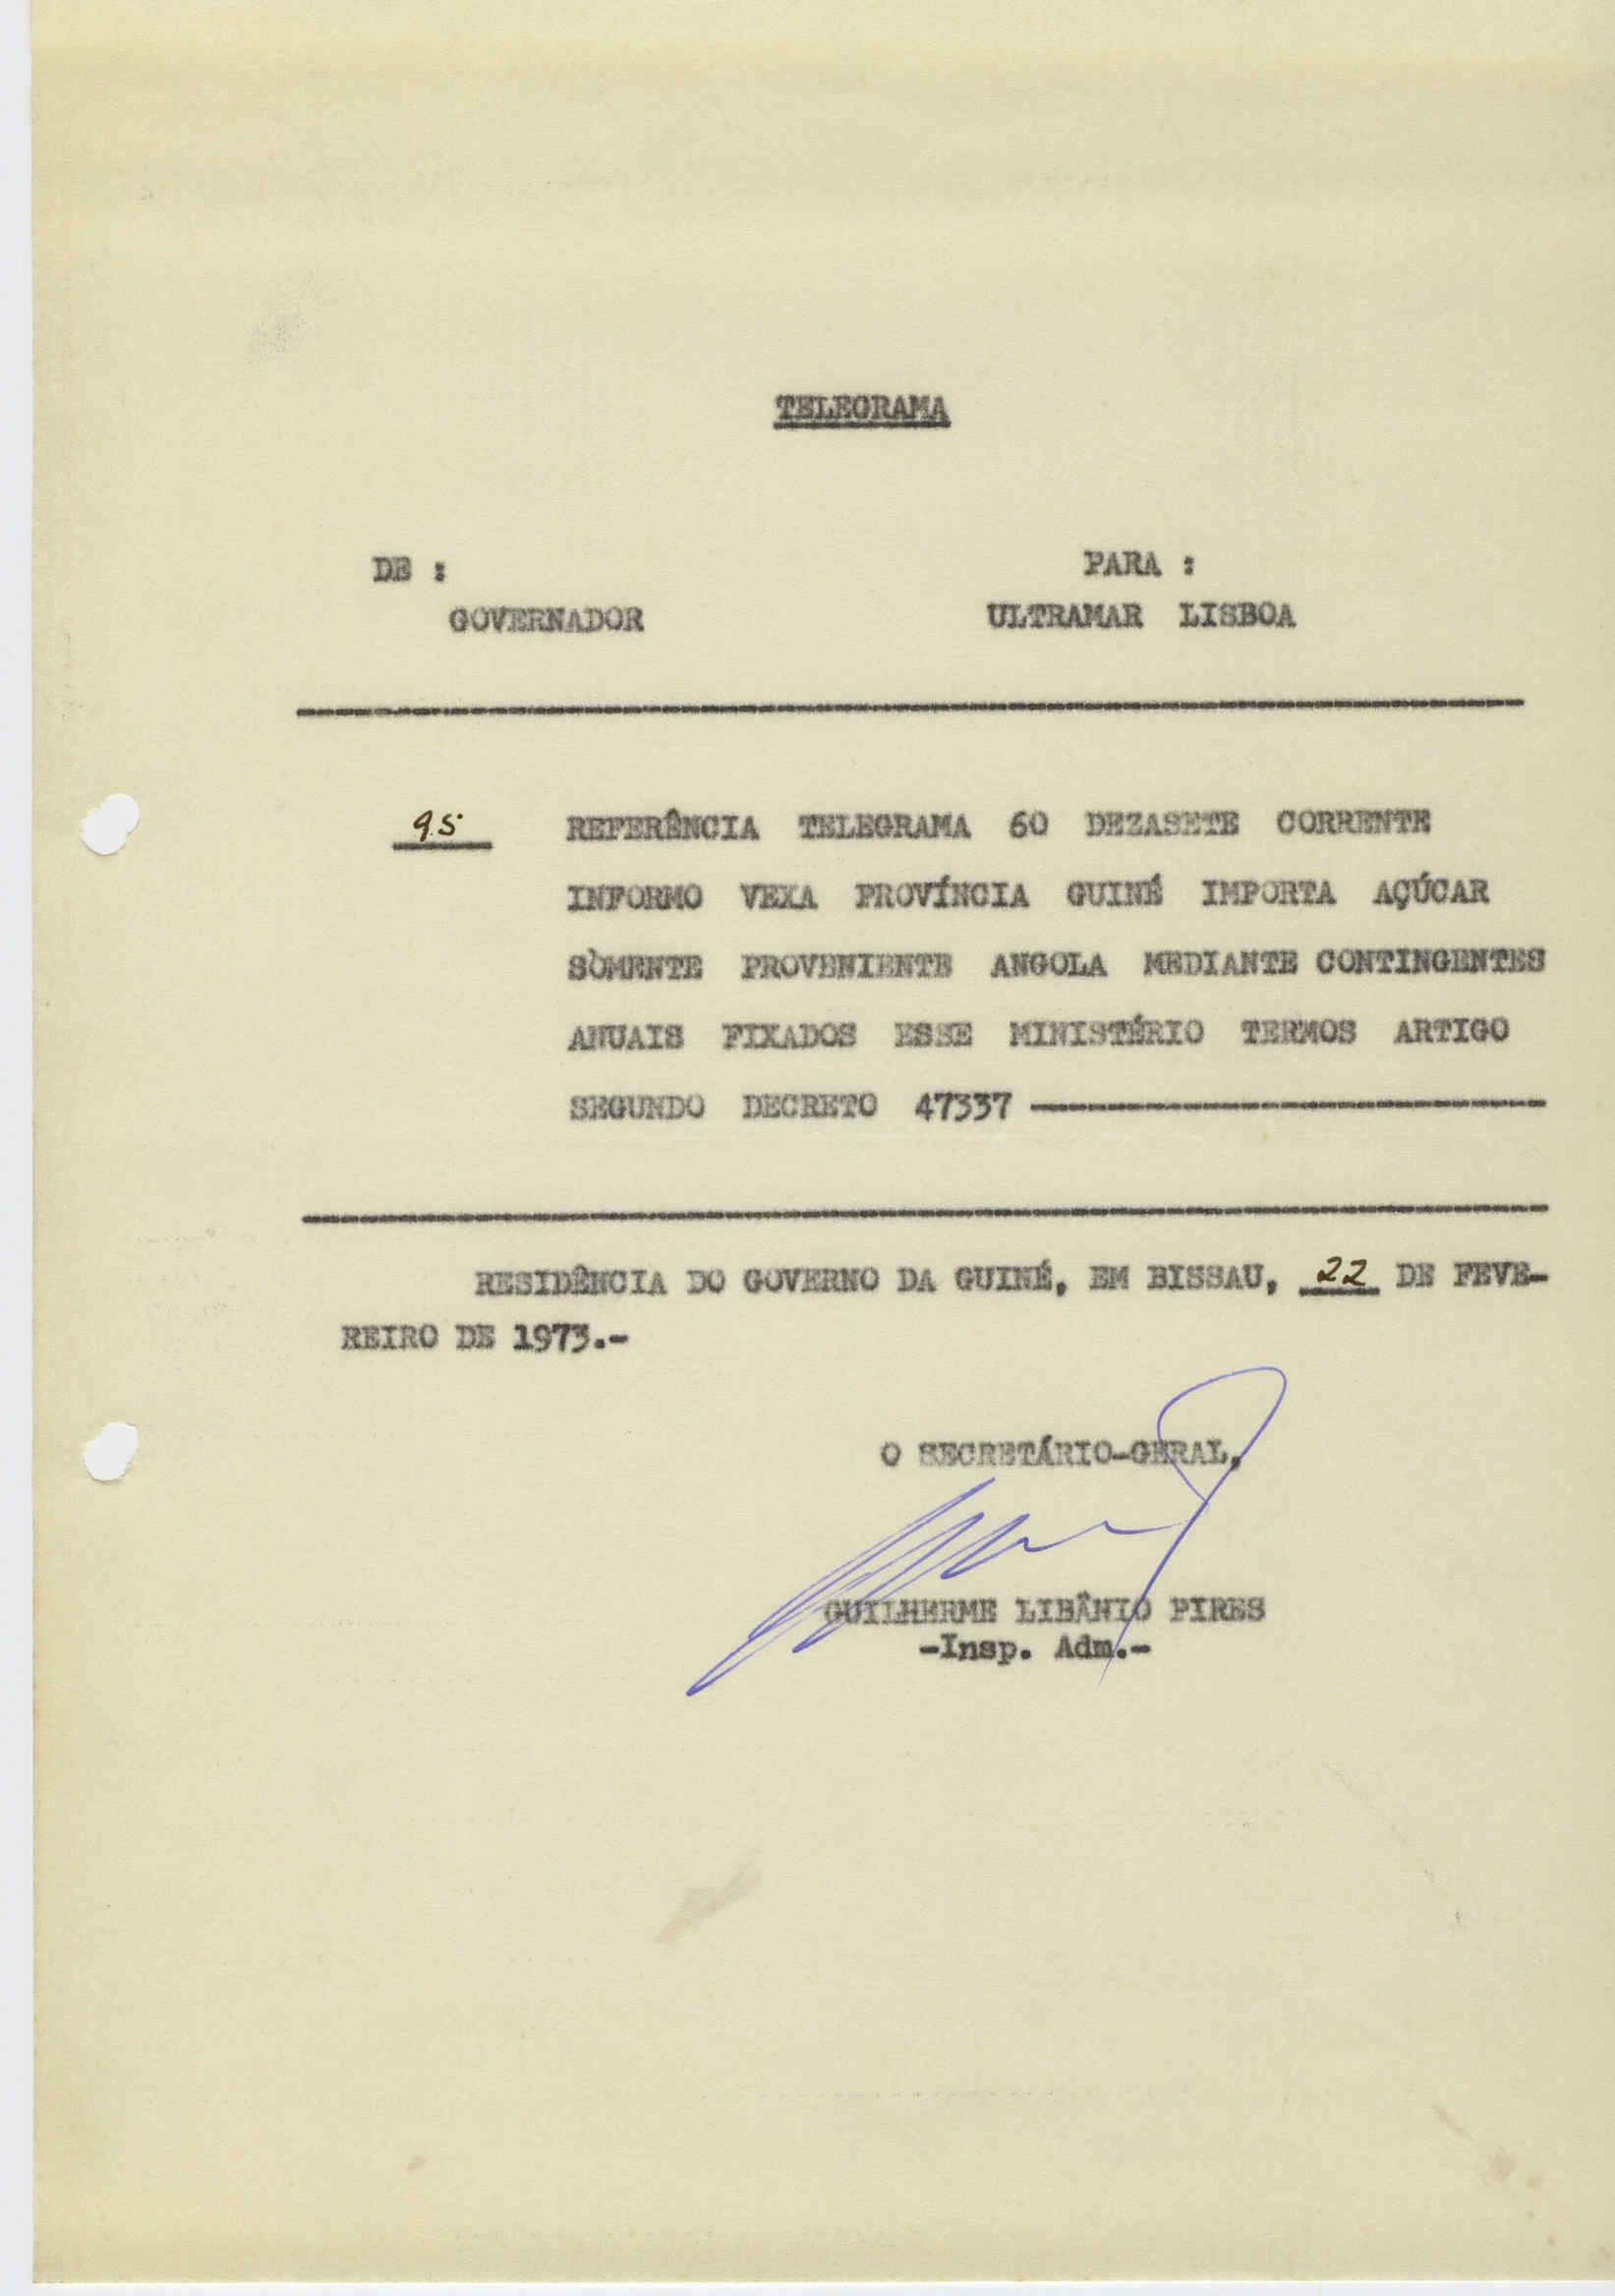 TELEGRAMA
DE :
PARA :
GOVERNADOR
ULTRAMAR LISBOA
95 REFERÊNCIA TELEGRAMA 60 DEZASETE CORRENTE
INFORMO VEXA PROVÍNCIA GUINÉ IMPORTA AÇÚCAR
SÒMENTE PROVENIENTE ANGOLA MEDIANTE CONTINGENTES
ANUAIS FIXADOS ESSE MINISTÉRIO TERMOS ARTIGO
SEGUNDO DECRETO 47337
RESIDÊNCIA DO GOVERNO DA GUINÉ, EM BISSAU, 22 DE FEVE-
REIRO DE 1973.-
O SECRETÁRIO-GERAL,
GUILHERME LIBÂNIO PIRES
-Insp. Adm.-